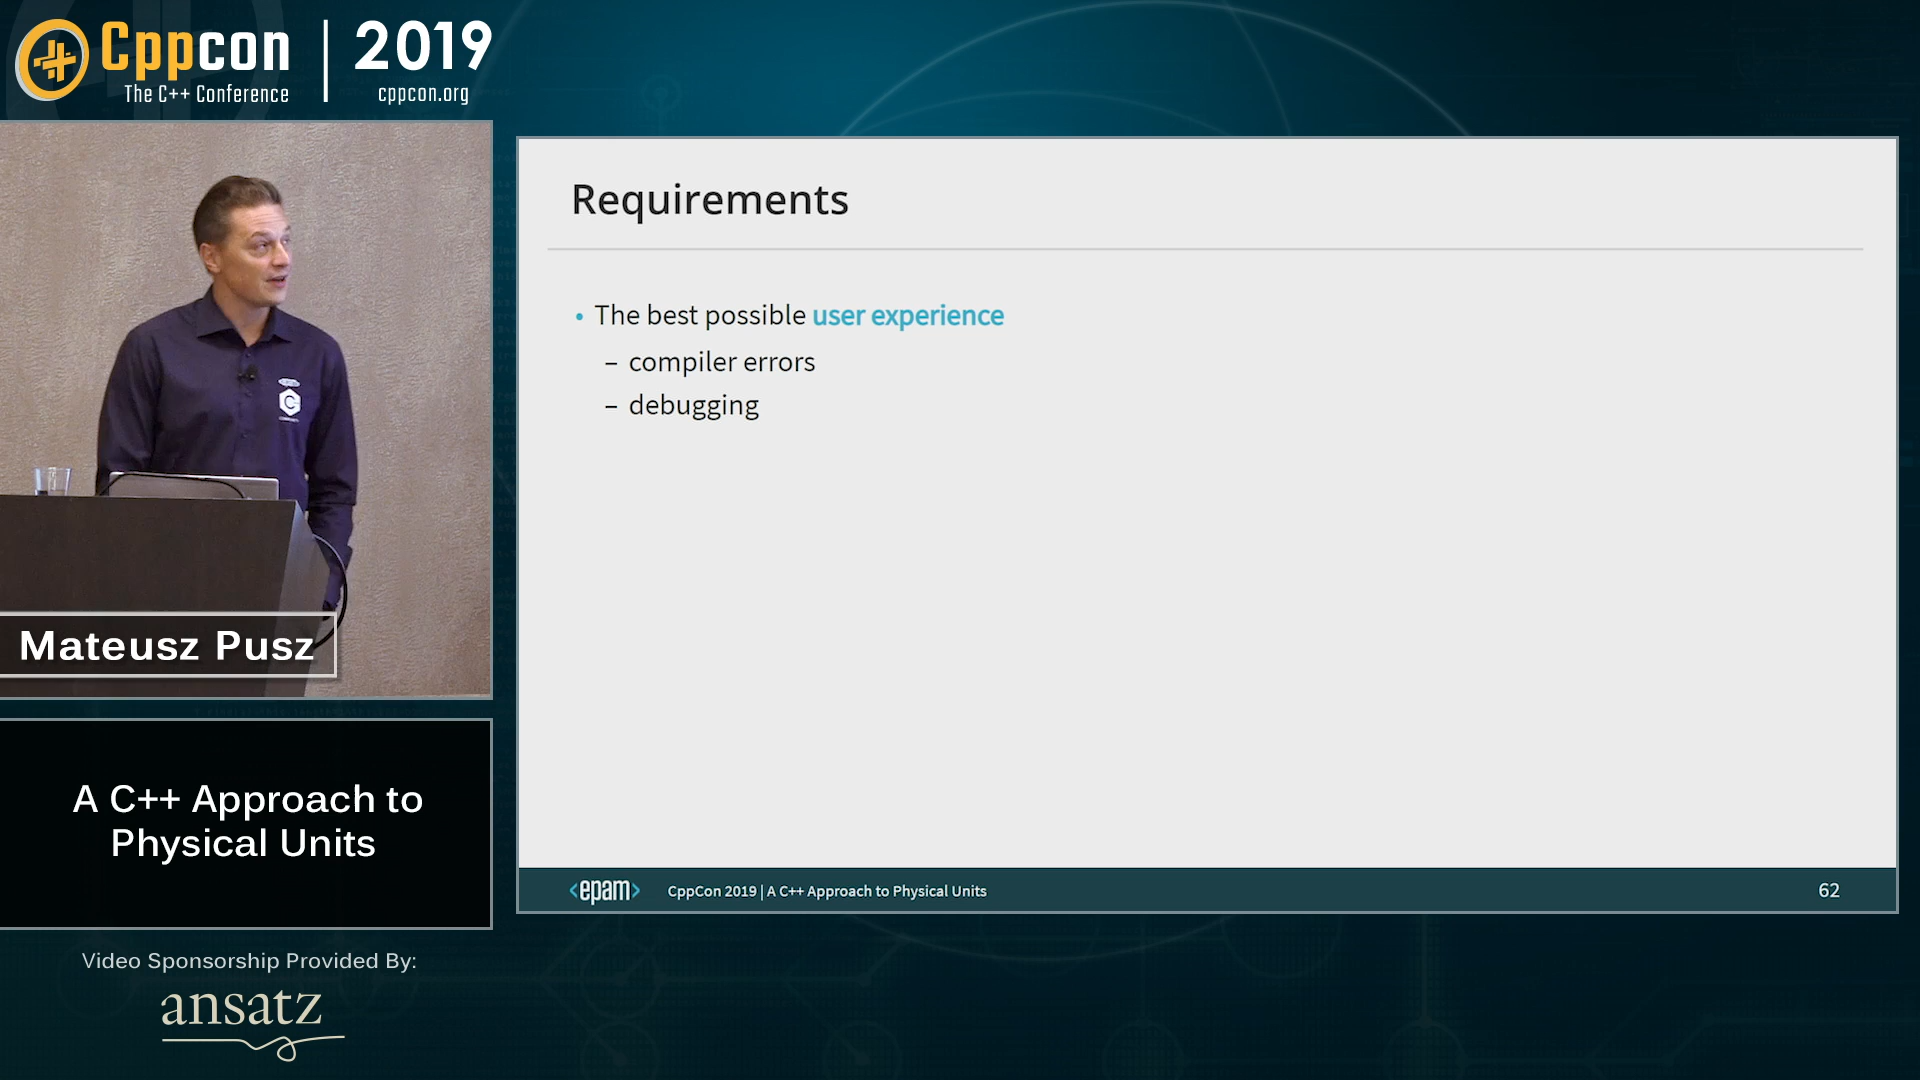 Cppcon
The C++ Conference
2019
cppcon.org
Mateusz Pusz
A C++ Approach to
Physical Units
Video Sponsorship Provided By:
ansatz
Requirements
• The best possible user experience
– compiler errors
– debugging
<epam>
CppCon 2019 | A C++ Approach to Physical Units
62